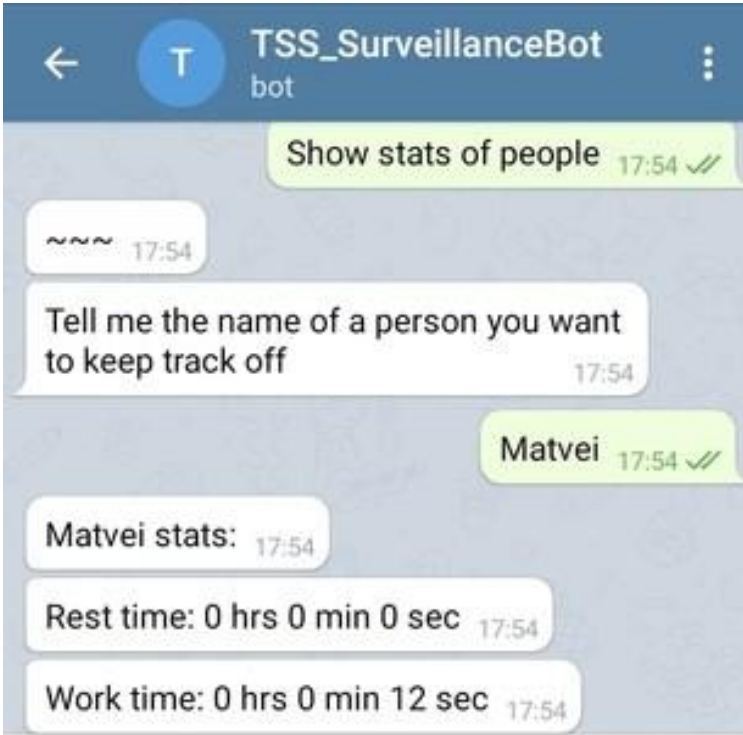 T
TSS_SurveillanceBot
bot
Show stats of people 17:54
~~~ 17:54
Tell me the name of a person you want
to keep track off 17:54
Matvei 17:54
Matvei stats: 17:54
Rest time: 0 hrs 0 min 0 sec 17:54
Work time: 0 hrs 0 min 12 sec 17:54